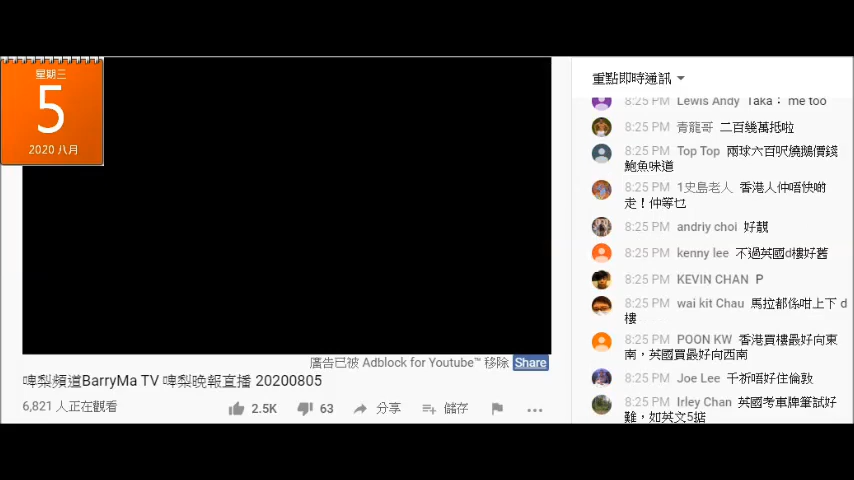 星期三
5
2020 八月
廣告已被 Adblock for Youtube™ 移除 Share
啤梨頻道BarryMa TV 啤梨晚報直播 20200805
6,821 人正在觀看
2.5K 63 分享 儲存
重點即時通訊
8:25 PM Lewis Andy Taka： me too
8:25 PM 青龍哥 二百幾萬抵啦
8:25 PM Top Top 兩球六百呎燒鵝價錢
鮑魚味道
8:25 PM 1史島老人 香港人仲唔快啲
走！仲等乜
8:25 PM andriy choi 好靚
8:25 PM kenny lee 不過英國d樓好舊
8:25 PM KEVIN CHAN P
8:25 PM wai kit Chau 馬拉都係咁上下 d
樓
8:25 PM POON KW 香港買樓最好向東
南，英國買最好向西南
8:25 PM Joe Lee 千祈唔好住倫敦
8:25 PM Irley Chan 英國考車牌筆試好
難，如英文5掂